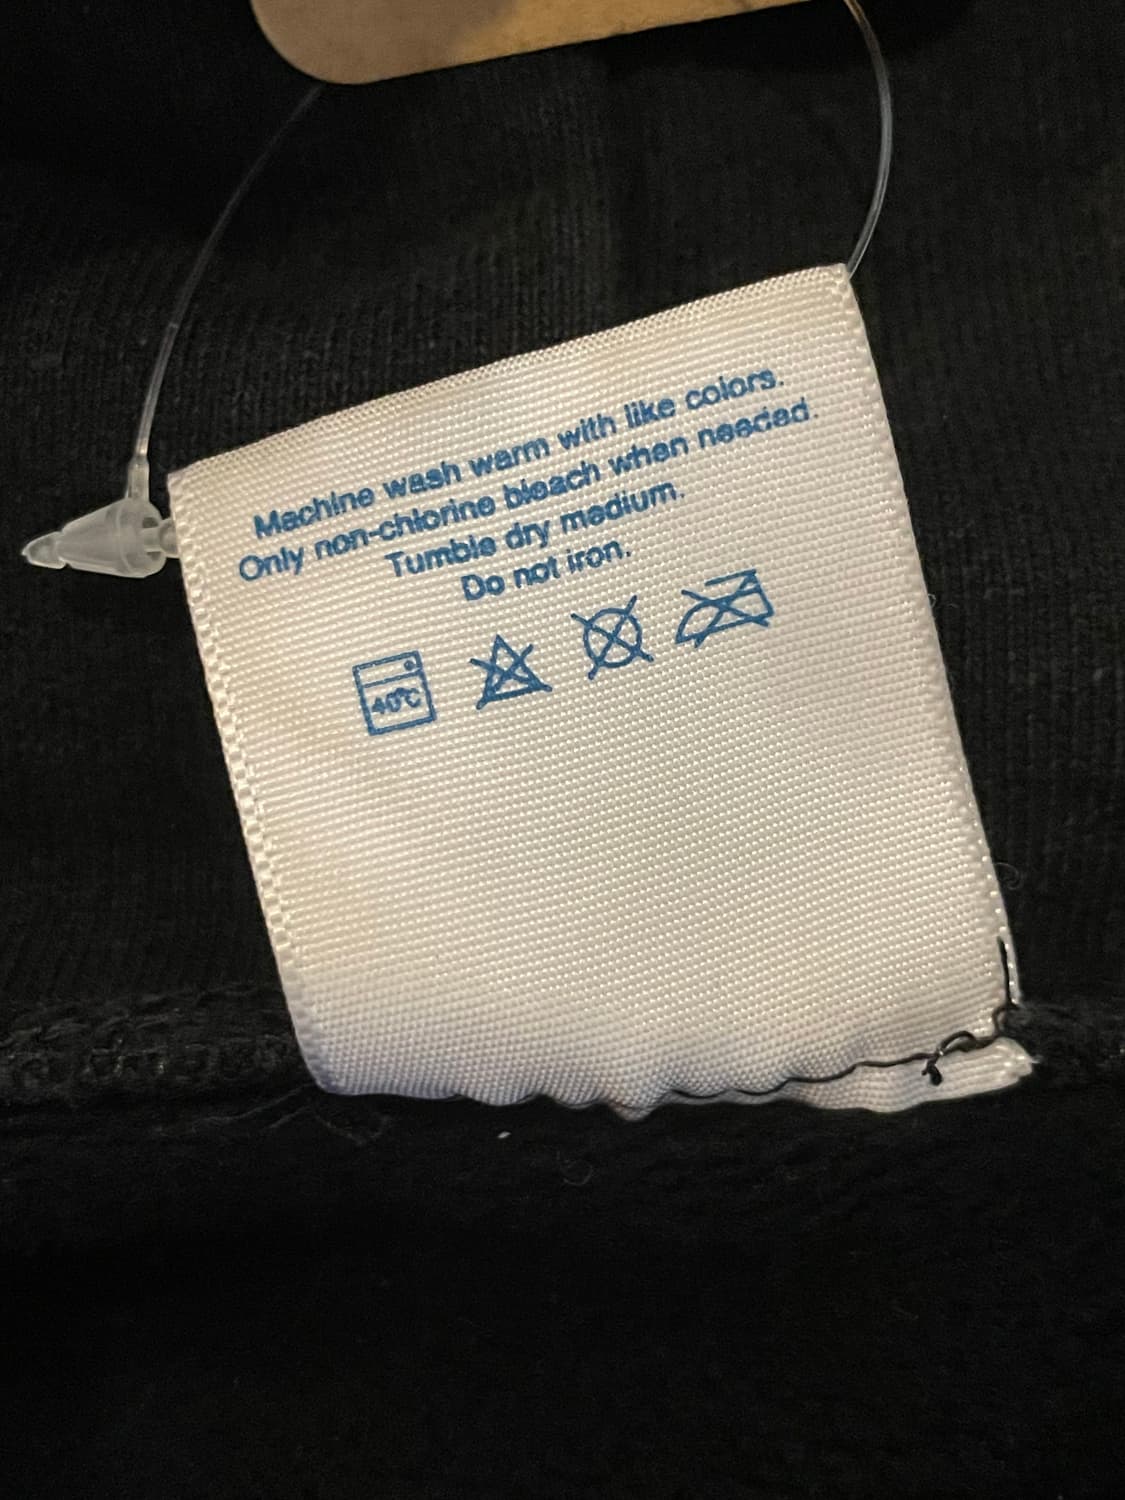 Machine wash warm with like colors.
Only non-chlorine bleach when needed.
Tumble dry medium.
Do not iron.
40°C